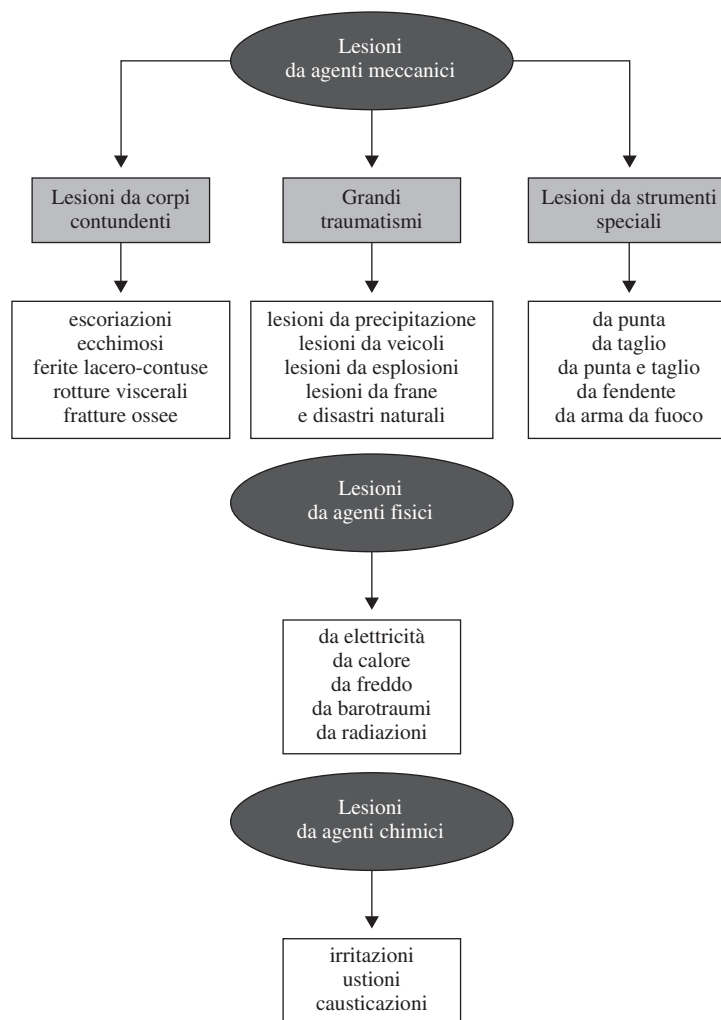 Lesioni
da agenti meccanici
Lesioni da corpi
contundenti
Grandi
traumatismi
Lesioni da strumenti
speciali
escoriazioni
ecchimosi
ferite lacero-contuse
rotture viscerali
fratture ossee
lesioni da precipitazione
lesioni da veicoli
lesioni da esplosioni
lesioni da frane
e disastri naturali
da punta
da taglio
da punta e taglio
da fendente
da arma da fuoco
Lesioni
da agenti fisici
da elettricità
da calore
da freddo
da barotraumi
da radiazioni
Lesioni
da agenti chimici
irritazioni
ustioni
causticazioni